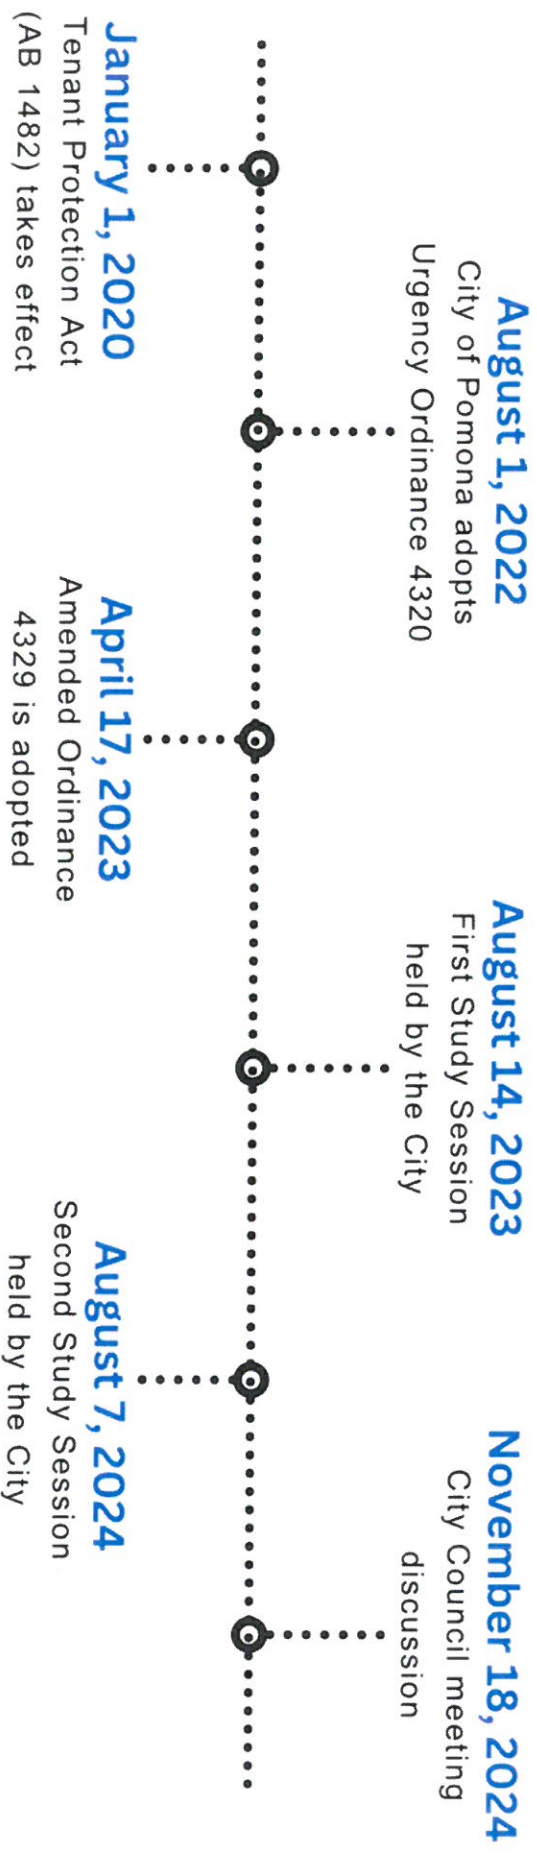 January 1, 2020
Tenant Protection Act
(AB 1482) takes effect
August 1, 2022
City of Pomona adopts
Urgency Ordinance 4320
April 17, 2023
Amended Ordinance
4329 is adopted
August 14, 2023
First Study Session
held by the City
August 7, 2024
Second Study Session
held by the City
November 18, 2024
City Council meeting
discussion